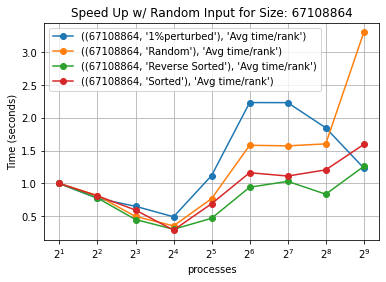 Speed Up w/ Random Input for Size: 67108864
((67108864, '1%perturbed'), 'Avg time/rank')
((67108864, 'Random'), 'Avg time/rank')
((67108864, 'Reverse Sorted'), 'Avg time/rank')
((67108864, 'Sorted'), 'Avg time/rank')
Time (seconds)
3.0
2.5
2.0
1.5
1.0
0.5
2¹ 2² 2³ 2⁴ 2⁵ 2⁶ 2⁷ 2⁸ 2⁹
processes